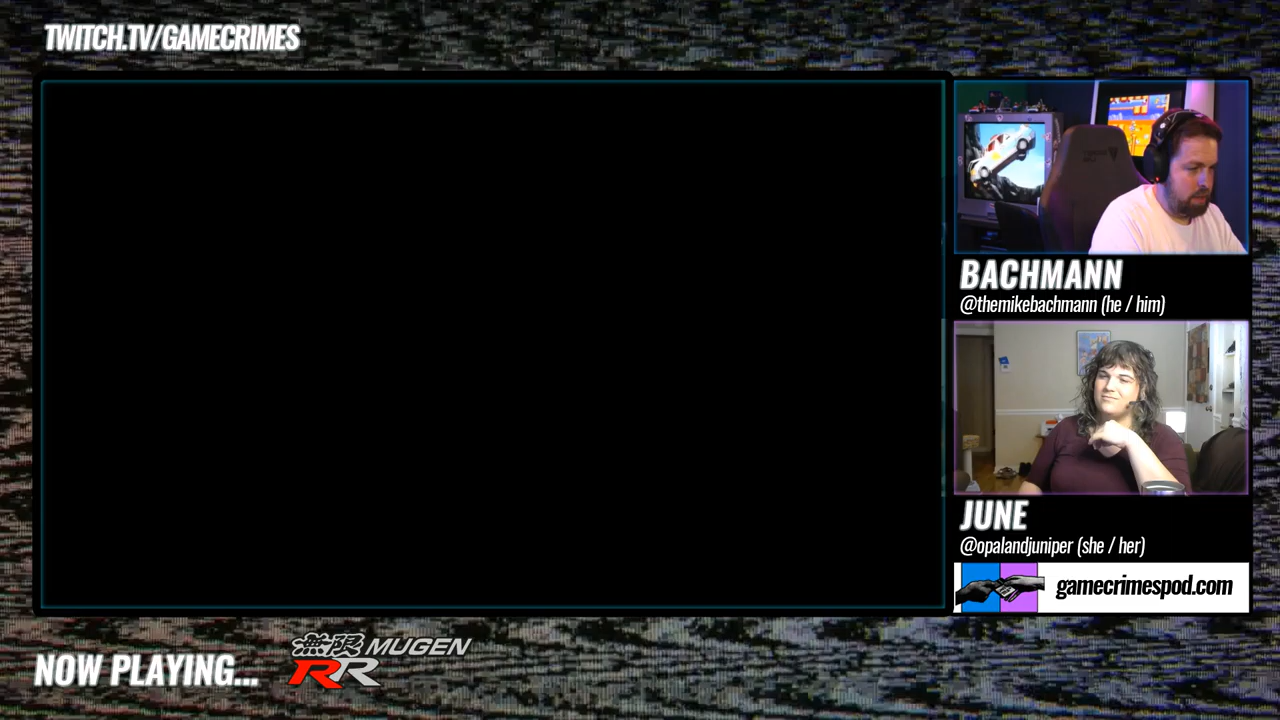 TWITCH.TV/GAMECRIMES
BACHMANN
@themikebachmann (he / him)
JUNE
@opalandjuniper (she / her)
gamecrimespod.com
NOW PLAYING...
無限 MUGEN
RR